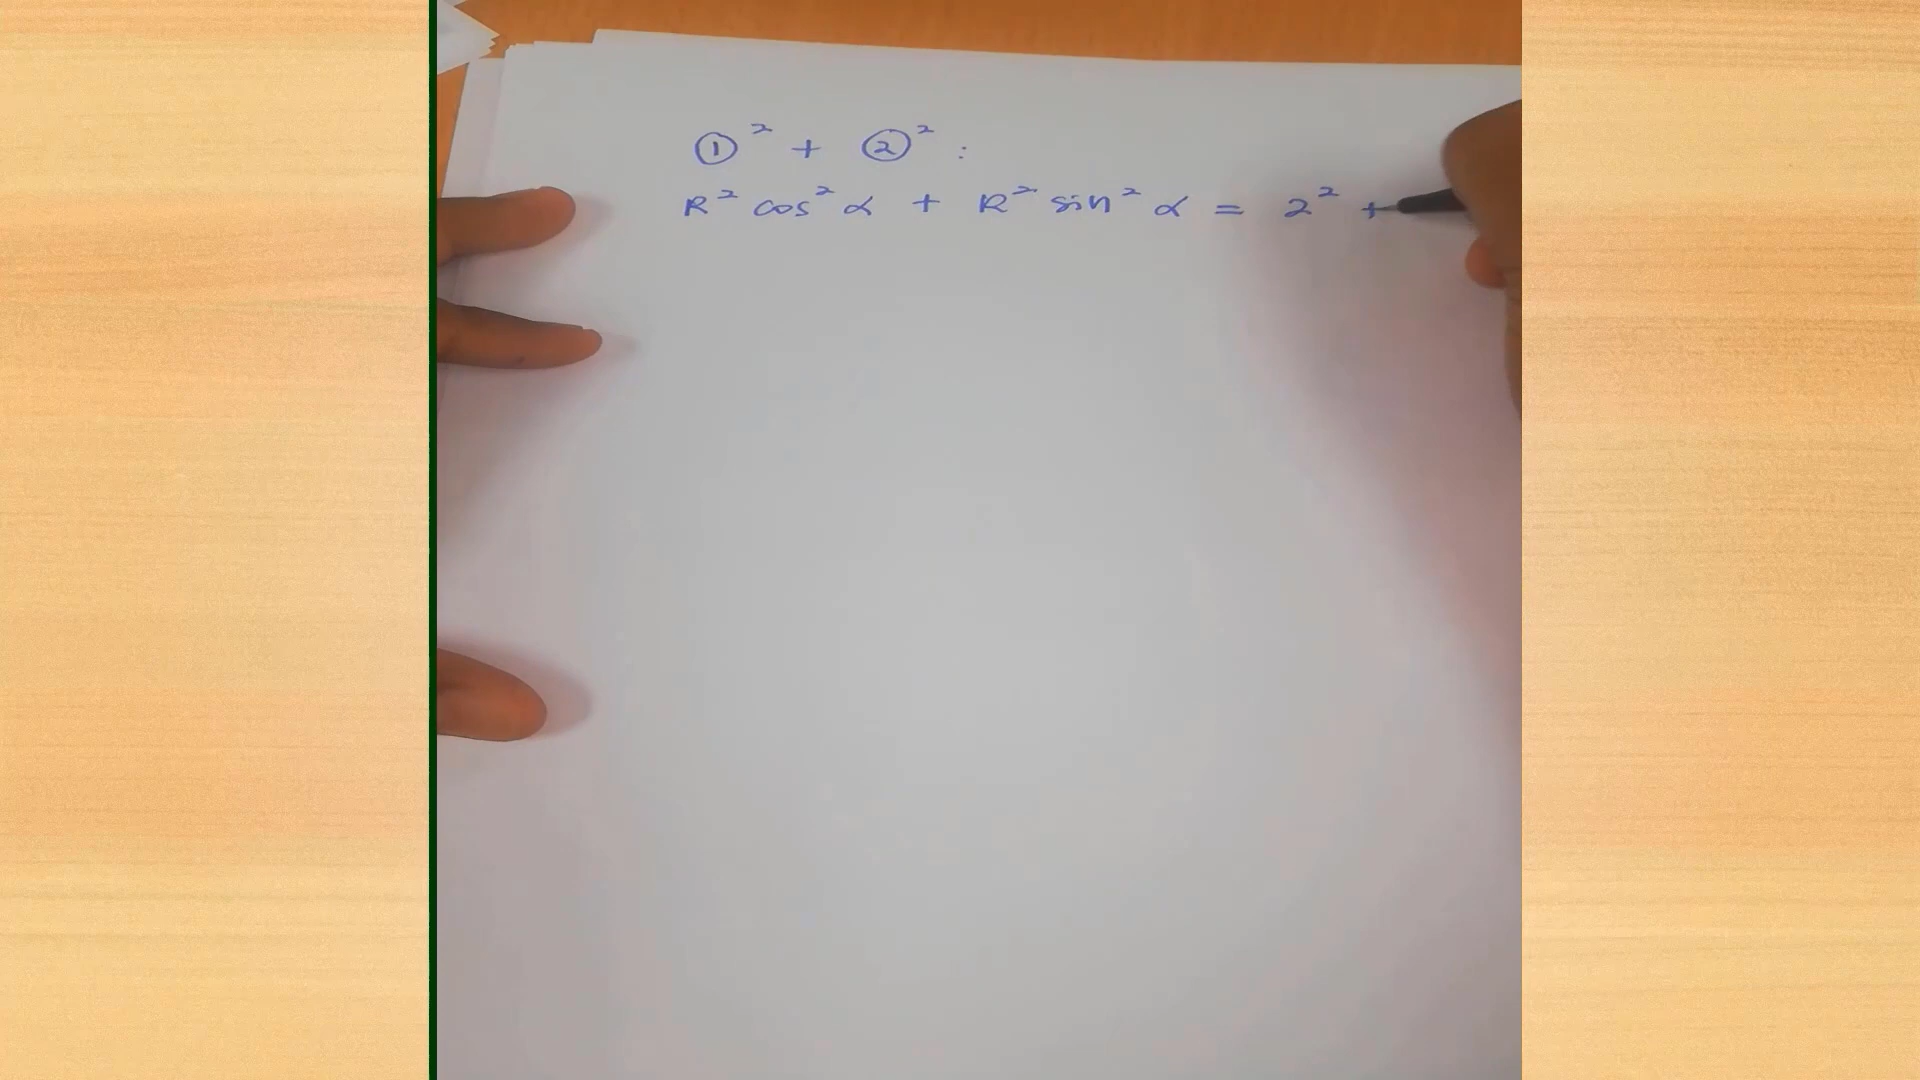 ①² + ②² :
R² cos² α + R² sin² α = 2² +